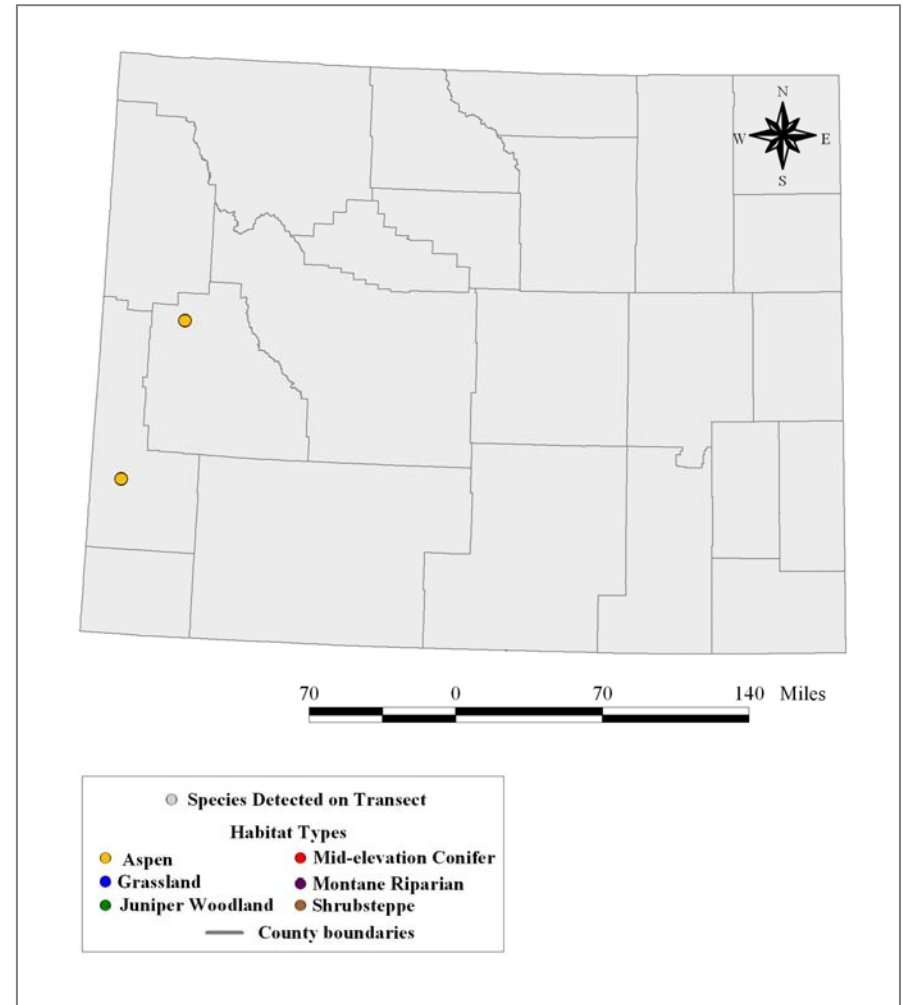 N
W E
S
70 0 70 140 Miles
Species Detected on Transect
Habitat Types
Aspen Mid-elevation Conifer
Grassland Montane Riparian
Juniper Woodland Shrubsteppe
County boundaries